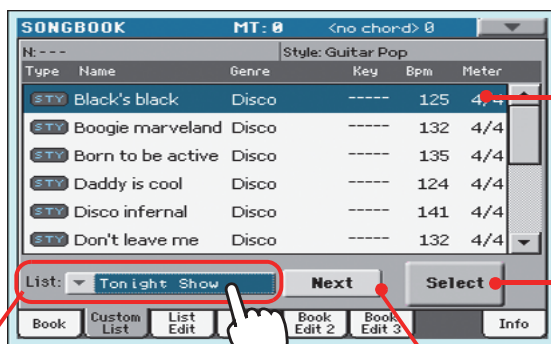 SONGBOOK MT: 0 <no chord> 0
N: --- Style: Guitar Pop
Type Name Genre Key Bpm Meter
STY Black's black Disco ----- 125 4/4
STY Boogie marveland Disco ----- 132 4/4
STY Born to be active Disco ----- 135 4/4
STY Daddy is cool Disco ----- 124 4/4
STY Disco infernal Disco ----- 141 4/4
STY Don't leave me Disco ----- 132 4/4
List: Tonight Show Next Select
Book Custom List List Edit Book Edit 2 Book Edit 3 Info